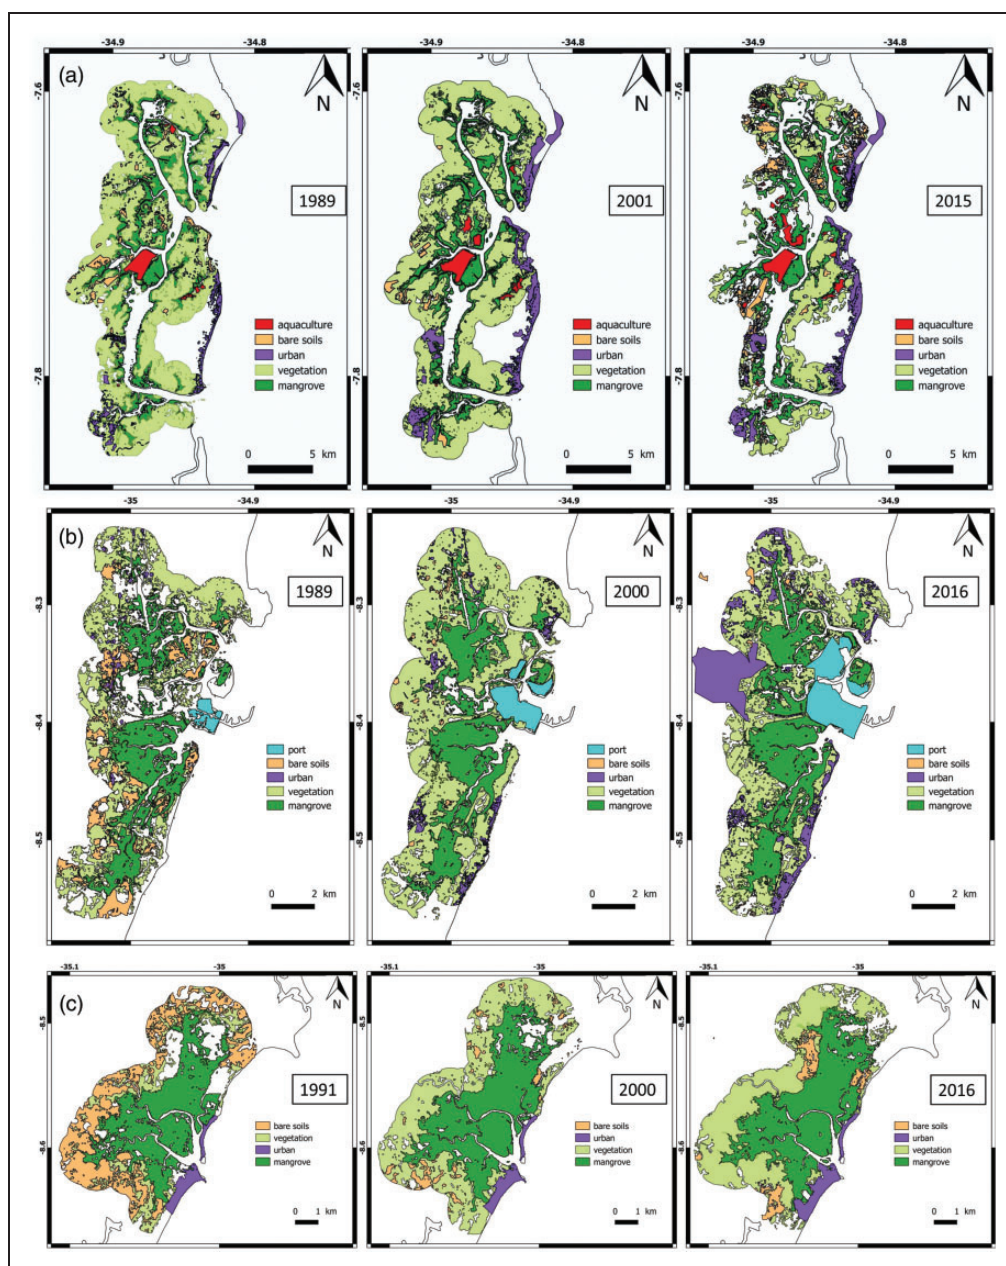 -34.9 -34.8 -34.9 -34.8 -34.9 -34.8
(a)
N N N
-7.6
1989 2001 2015
aquaculture aquaculture aquaculture
bare soils bare soils bare soils
urban urban urban
vegetation vegetation vegetation
mangrove mangrove mangrove
-7.8
0 5 km 0 5 km 0 5 km
-35 -34.9 -35 -34.9 -35 -34.9
(b)
N N N
1989 2000 2016
-8.3
-8.4
port port port
bare soils bare soils bare soils
urban urban urban
vegetation vegetation vegetation
mangrove mangrove mangrove
-8.5
0 2 km 0 2 km 0 2 km
-35.1 -35 -35.1 -35 -35.1 -35
(c)
N N N
-8.5
1991 2000 2016
bare soils bare soils bare soils
vegetation urban vegetation
urban vegetation urban
mangrove mangrove mangrove
-8.6
0 1 km 0 1 km 0 1 km